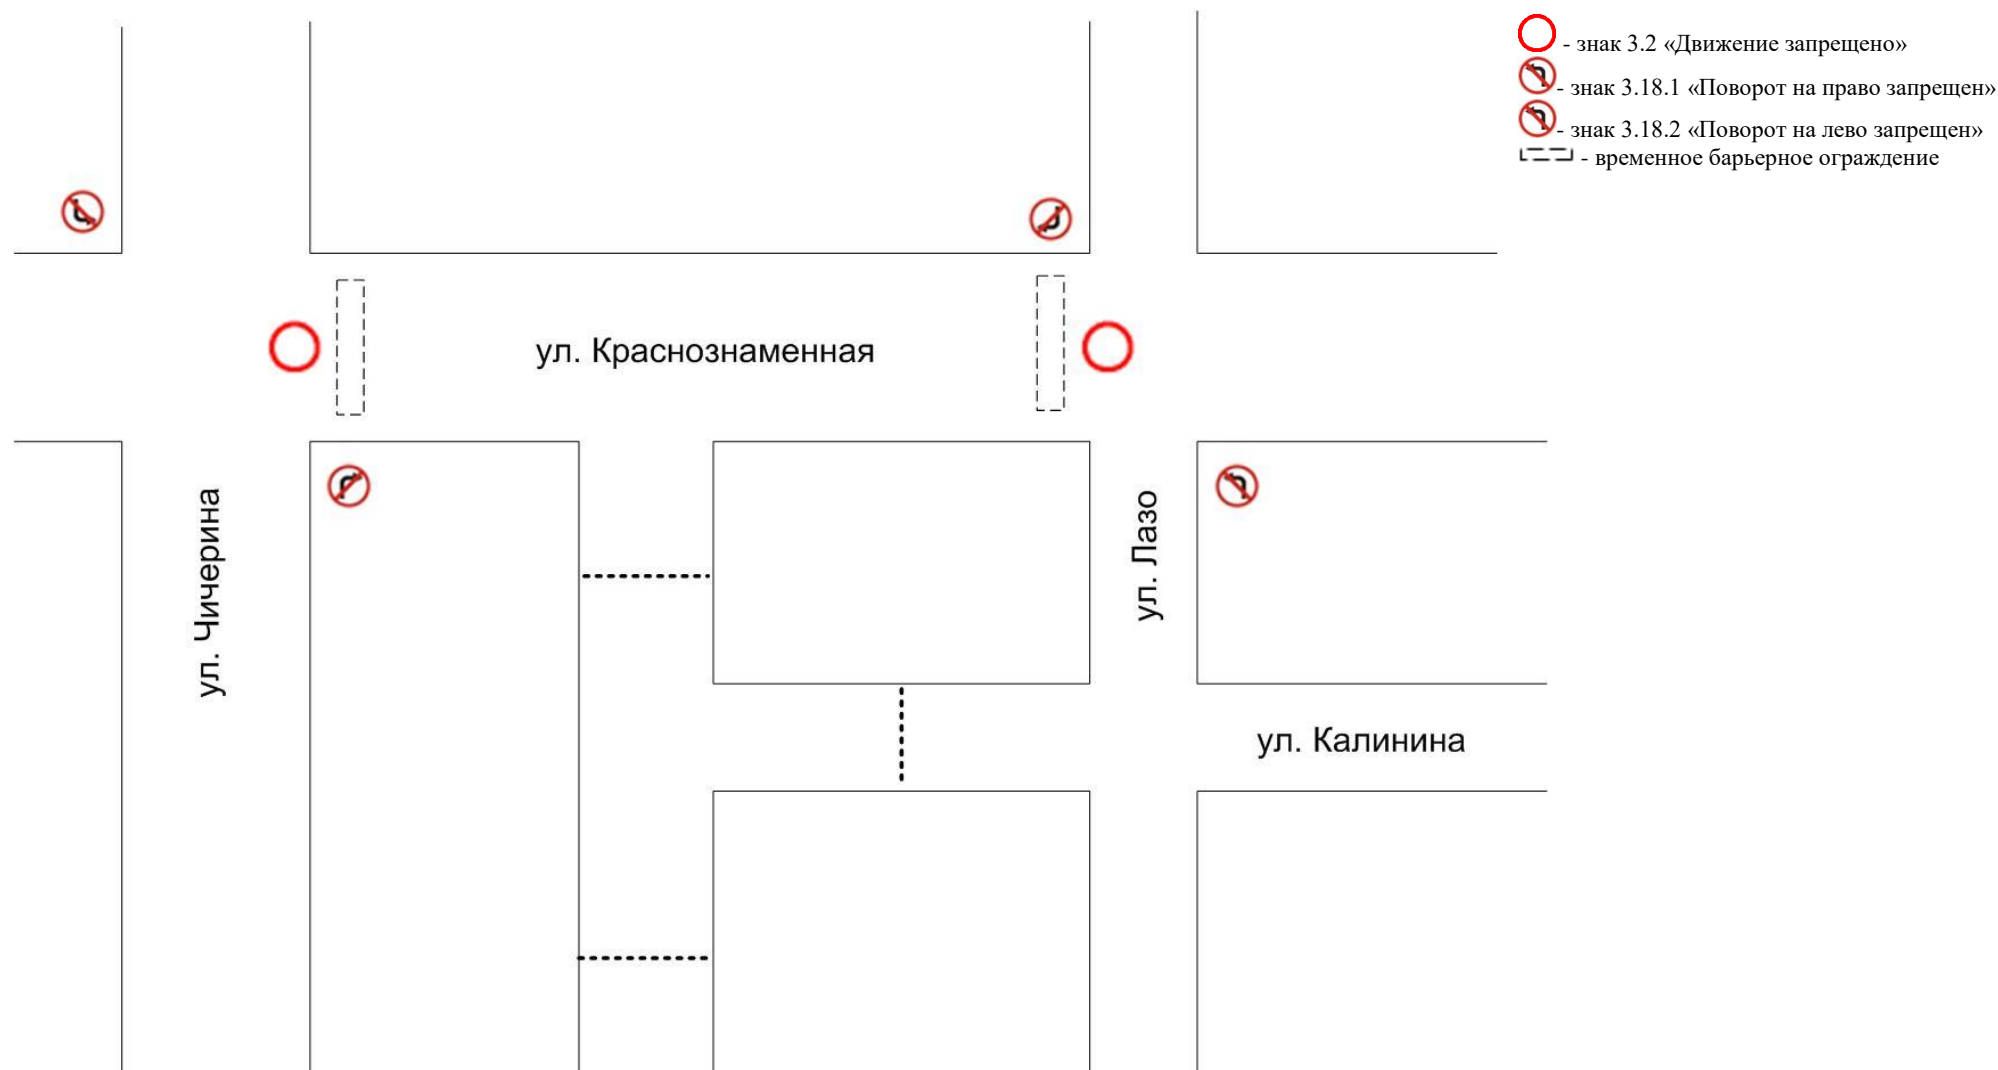 - знак 3.2 «Движение запрещено»
- знак 3.18.1 «Поворот на право запрещен»
- знак 3.18.2 «Поворот на лево запрещен»
- временное барьерное ограждение
ул. Краснознаменная
ул. Чичерина
ул. Лазо
ул. Калинина